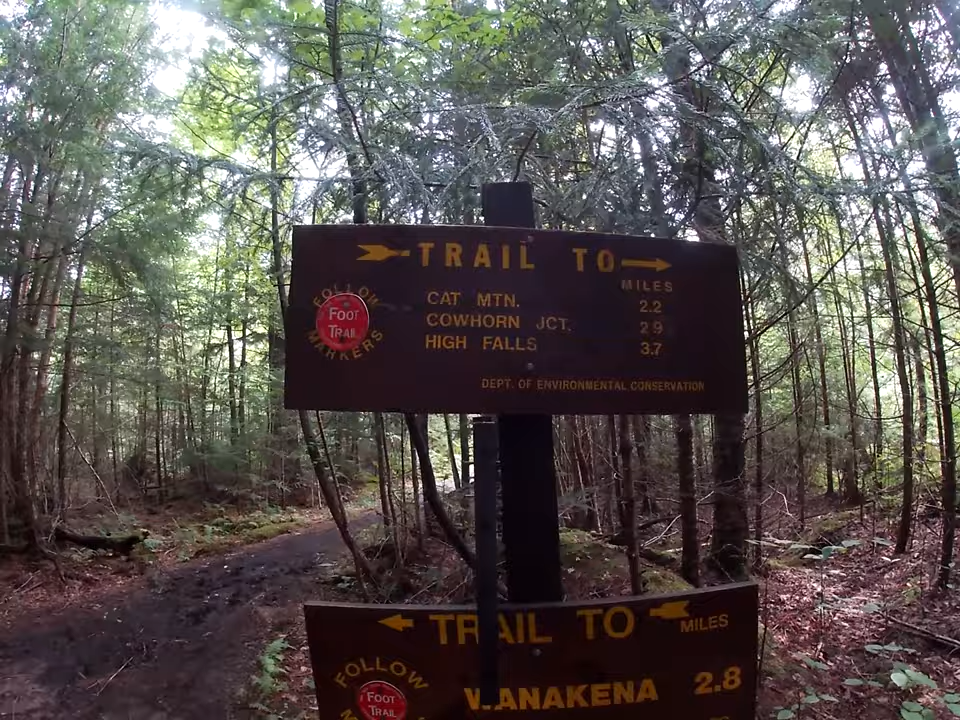 TRAIL TO
MILES
CAT MTN. 2.2
COWHORN JCT. 2.9
HIGH FALLS 3.7
FOLLOW
FOOT
TRAIL
MARKERS
DEPT. OF ENVIRONMENTAL CONSERVATION
TRAIL TO
MILES
FOLLOW
FOOT
TRAIL
WANAKENA 2.8